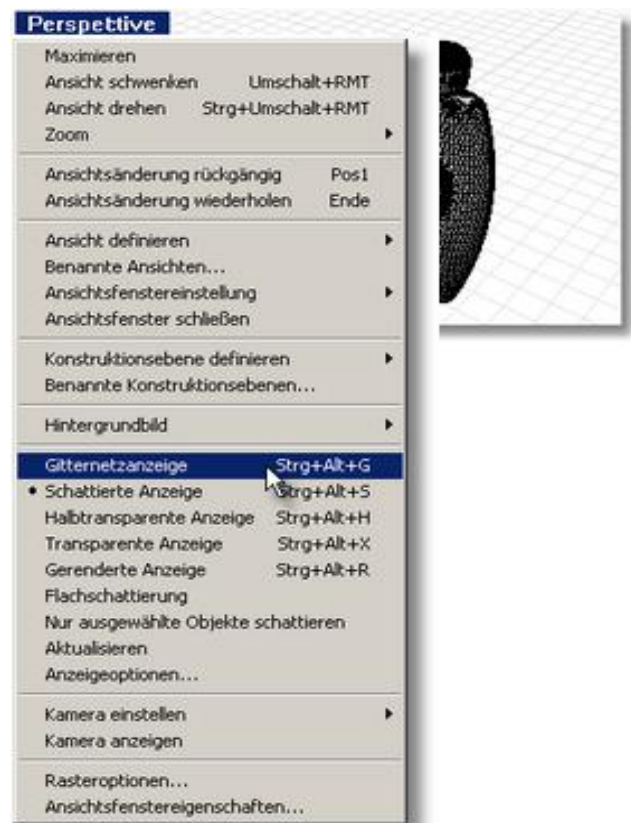 Perspettive
Maximieren
Ansicht schwenken Umschalt+RMT
Ansicht drehen Strg+Umschalt+RMT
Zoom
Ansichtsänderung rückgängig Pos1
Ansichtsänderung wiederholen Ende
Ansicht definieren
Benannte Ansichten...
Ansichtsfenstereinstellung
Ansichtsfenster schließen
Konstruktionsebene definieren
Benannte Konstruktionsebenen...
Hintergrundbild
Gitternetzanzeige Strg+Alt+G
Schattierte Anzeige Strg+Alt+S
Halbtransparente Anzeige Strg+Alt+H
Transparente Anzeige Strg+Alt+X
Gerenderte Anzeige Strg+Alt+R
Flachschattierung
Nur ausgewählte Objekte schattieren
Aktualisieren
Anzeigeoptionen...
Kamera einstellen
Kamera anzeigen
Rasteroptionen...
Ansichtsfenstereigenschaften...